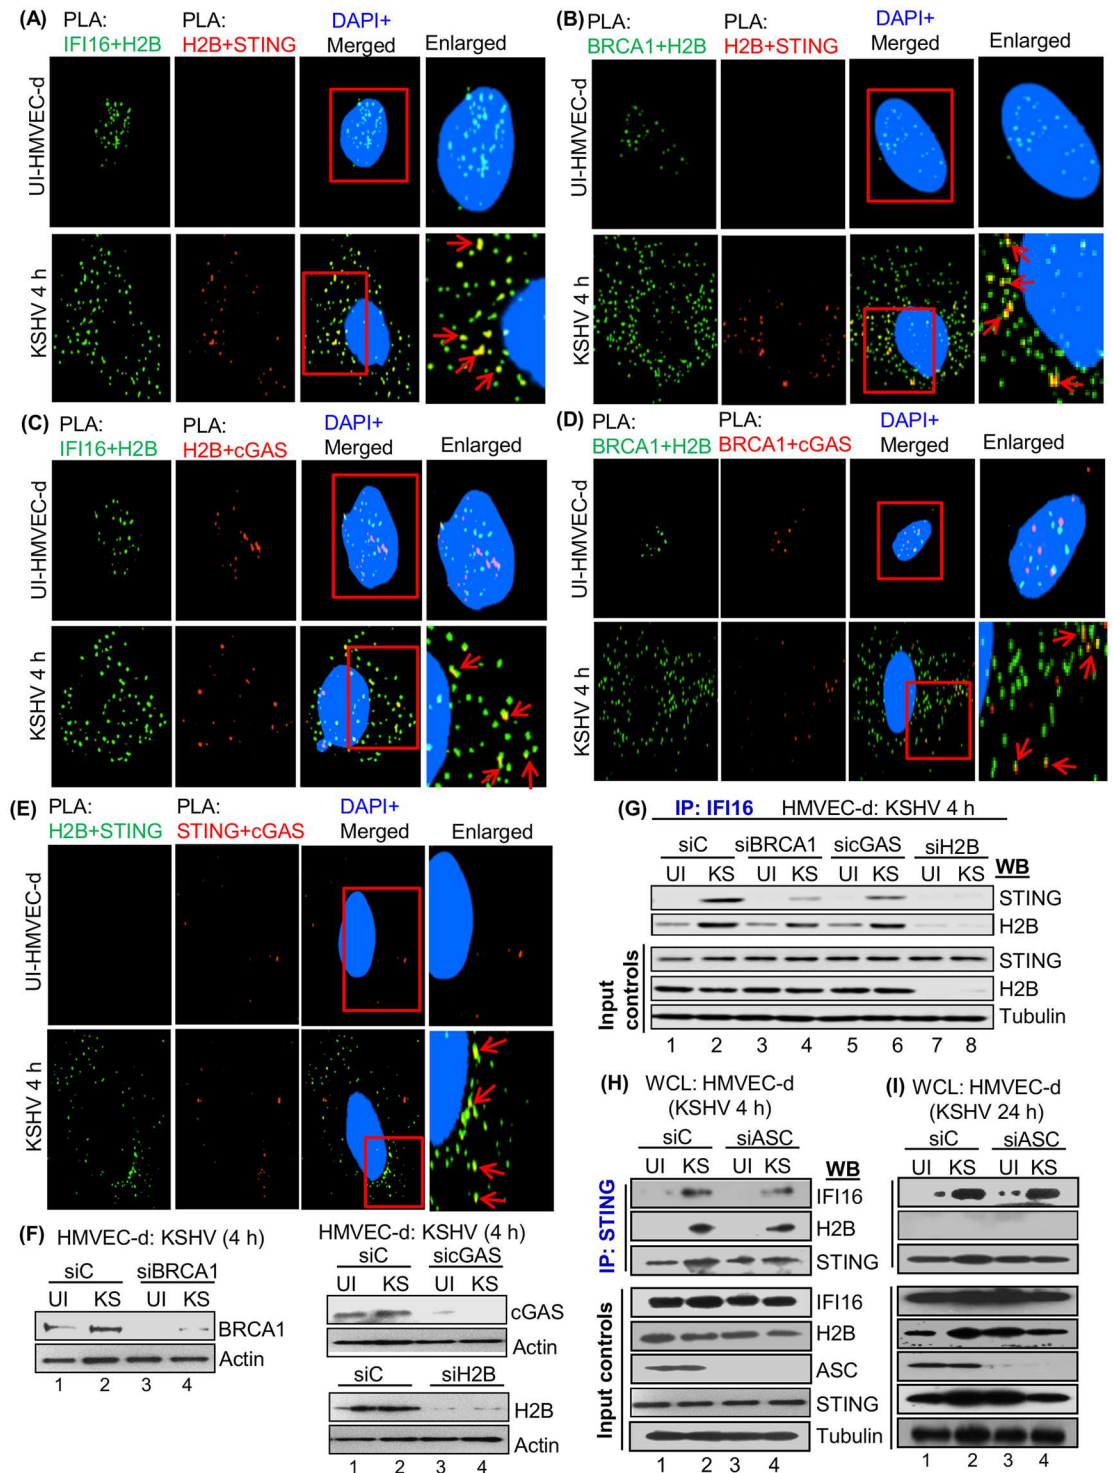 (A) PLA: PLA: DAPI+
IFI16+H2B H2B+STING Merged Enlarged
UI-HMVEC-d
KSHV 4 h
(B) PLA: PLA: DAPI+
BRCA1+H2B H2B+STING Merged Enlarged
UI-HMVEC-d
KSHV 4 h
(C) PLA: PLA: DAPI+
IFI16+H2B H2B+cGAS Merged Enlarged
UI-HMVEC-d
KSHV 4 h
(D) PLA: PLA: DAPI+
BRCA1+H2B BRCA1+cGAS Merged Enlarged
UI-HMVEC-d
KSHV 4 h
(E) PLA: PLA: DAPI+
H2B+STING STING+cGAS Merged Enlarged
UI-HMVEC-d
KSHV 4 h
(F) HMVEC-d: KSHV (4 h)
siC siBRCA1
UI KS UI KS
BRCA1
Actin
1 2 3 4
HMVEC-d: KSHV (4 h)
siC sicGAS
UI KS UI KS
cGAS
Actin
siC siH2B
H2B
Actin
1 2 3 4
(G) IP: IFI16 HMVEC-d: KSHV 4 h
siC siBRCA1 sicGAS siH2B
UI KS UI KS UI KS UI KS WB
STING
H2B
Input controls
STING
H2B
Tubulin
1 2 3 4 5 6 7 8
(H) WCL: HMVEC-d
(KSHV 4 h)
siC siASC
UI KS UI KS WB
IP: STING
IFI16
H2B
STING
Input controls
IFI16
H2B
ASC
STING
Tubulin
1 2 3 4
(I) WCL: HMVEC-d
(KSHV 24 h)
siC siASC
UI KS UI KS
1 2 3 4